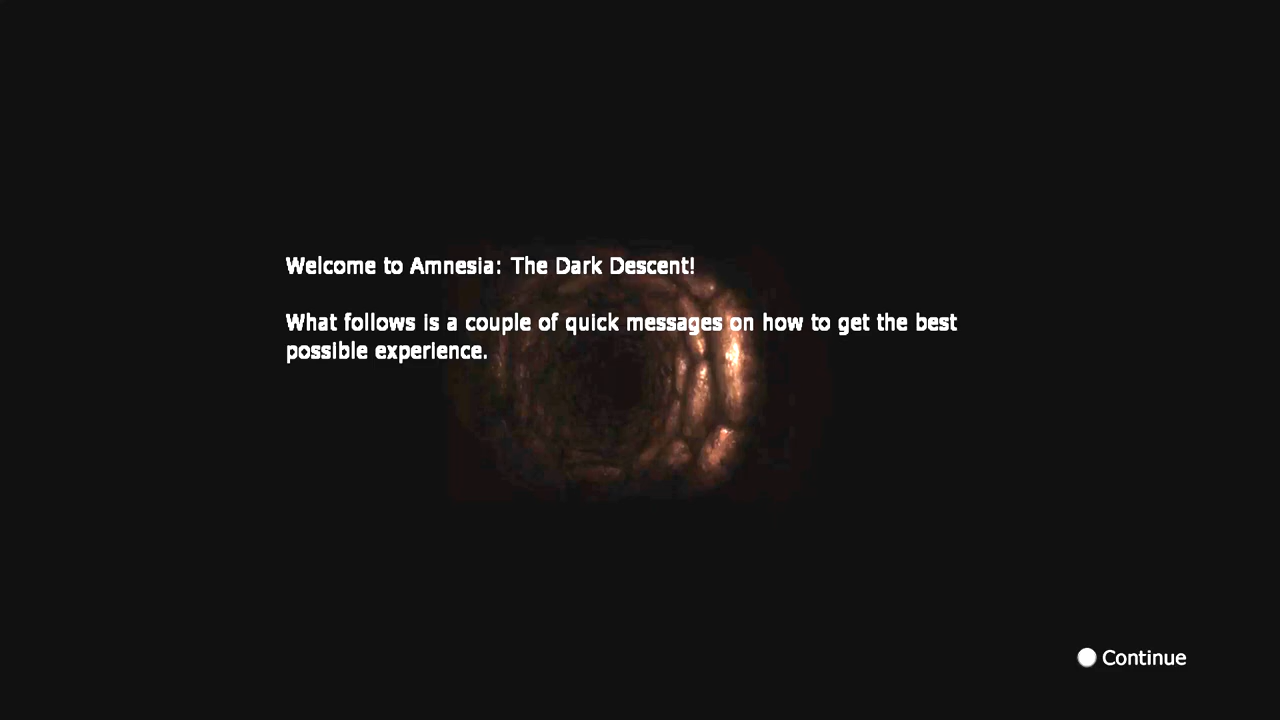 Welcome to Amnesia: The Dark Descent!
What follows is a couple of quick messages on how to get the best
possible experience.
Continue